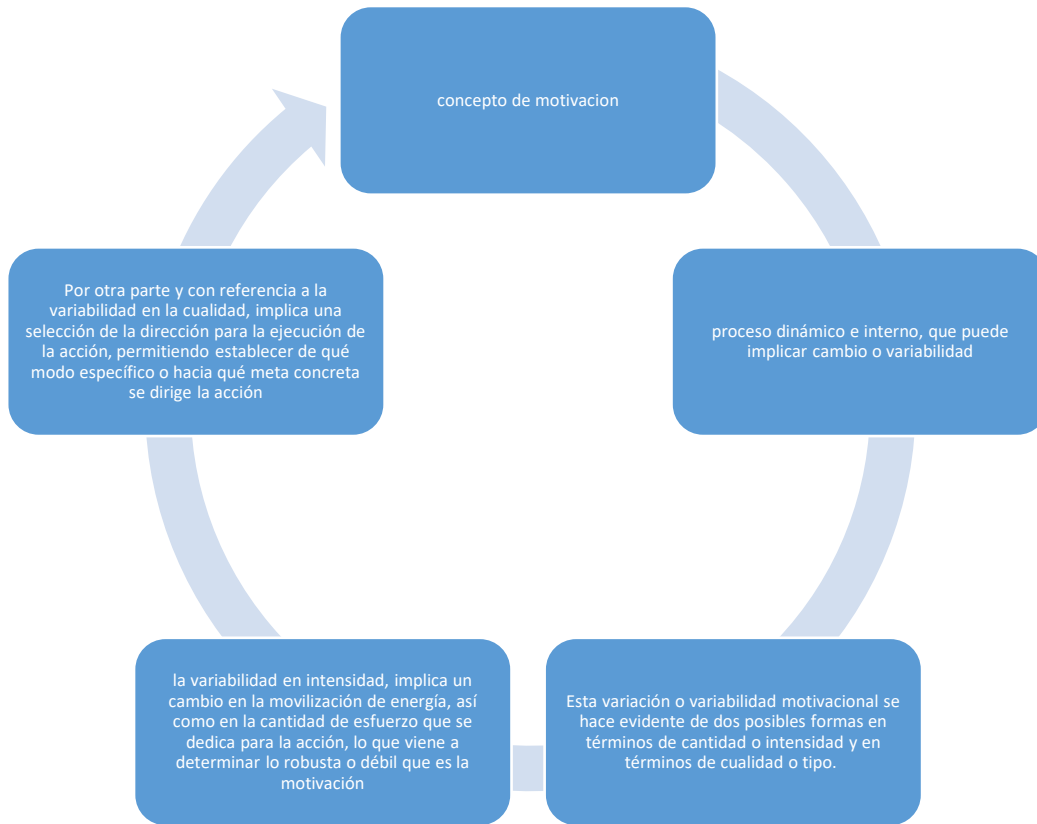 concepto de motivacion
proceso dinámico e interno, que puede
implicar cambio o variabilidad
Esta variación o variabilidad motivacional se
hace evidente de dos posibles formas en
términos de cantidad o intensidad y en
términos de cualidad o tipo.
la variabilidad en intensidad, implica un
cambio en la movilización de energía, así
como en la cantidad de esfuerzo que se
dedica para la acción, lo que viene a
determinar lo robusta o débil que es la
motivación
Por otra parte y con referencia a la
variabilidad en la cualidad, implica una
selección de la dirección para la ejecución de
la acción, permitiendo establecer de qué
modo específico o hacia qué meta concreta
se dirige la acción